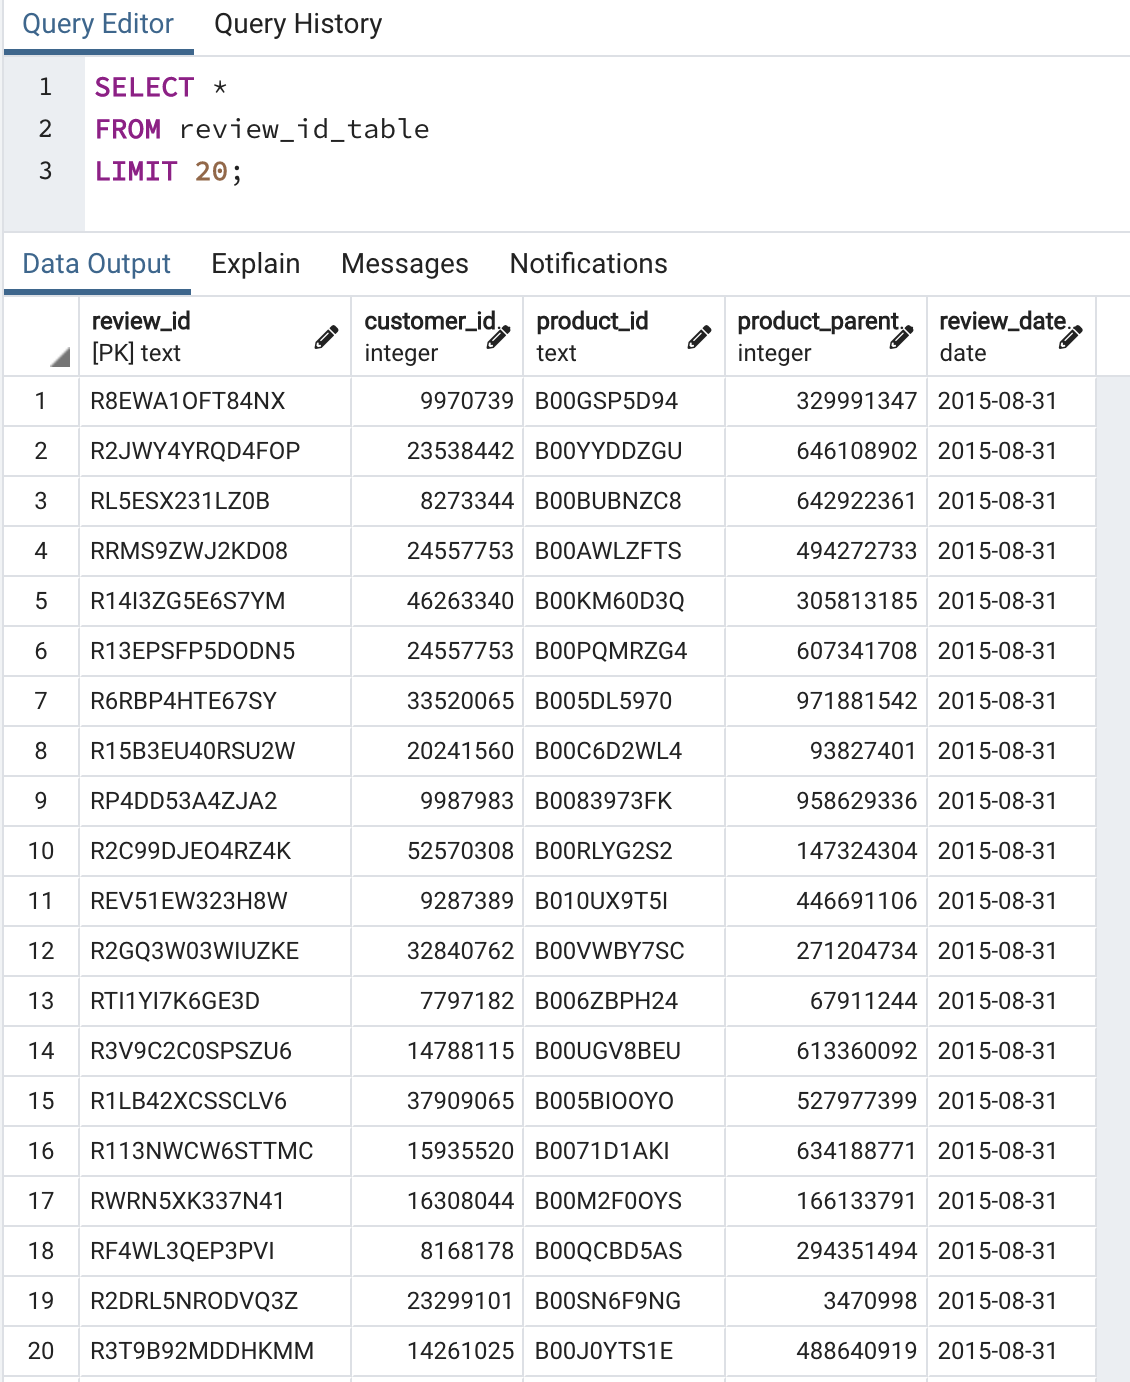 Query Editor Query History
1 SELECT *
2 FROM review_id_table
3 LIMIT 20;
Data Output Explain Messages Notifications
review_id customer_id product_id product_parent review_date
[PK] text integer text integer date
1 R8EWA1OFT84NX 9970739 B00GSP5D94 329991347 2015-08-31
2 R2JWY4YRQD4FOP 23538442 B00YYDDZGU 646108902 2015-08-31
3 RL5ESX231LZ0B 8273344 B00BUBNZC8 642922361 2015-08-31
4 RRMS9ZWJ2KD08 24557753 B00AWLZFTS 494272733 2015-08-31
5 R14I3ZG5E6S7YM 46263340 B00KM60D3Q 305813185 2015-08-31
6 R13EPSFP5DODN5 24557753 B00PQMRZG4 607341708 2015-08-31
7 R6RBP4HTE67SY 33520065 B005DL5970 971881542 2015-08-31
8 R15B3EU40RSU2W 20241560 B00C6D2WL4 93827401 2015-08-31
9 RP4DD53A4ZJA2 9987983 B0083973FK 958629336 2015-08-31
10 R2C99DJEO4RZ4K 52570308 B00RLYG2S2 147324304 2015-08-31
11 REV51EW323H8W 9287389 B010UX9T5I 446691106 2015-08-31
12 R2GQ3W03WIUZKE 32840762 B00VWBY7SC 271204734 2015-08-31
13 RTI1YI7K6GE3D 7797182 B006ZBPH24 67911244 2015-08-31
14 R3V9C2C0SPSZU6 14788115 B00UGV8BEU 613360092 2015-08-31
15 R1LB42XCSSCLV6 37909065 B005BIOOYO 527977399 2015-08-31
16 R113NWCW6STTMC 15935520 B0071D1AKI 634188771 2015-08-31
17 RWRN5XK337N41 16308044 B00M2F0OYS 166133791 2015-08-31
18 RF4WL3QEP3PVI 8168178 B00QCBD5AS 294351494 2015-08-31
19 R2DRL5NRODVQ3Z 23299101 B00SN6F9NG 3470998 2015-08-31
20 R3T9B92MDDHKMM 14261025 B00J0YTS1E 488640919 2015-08-31